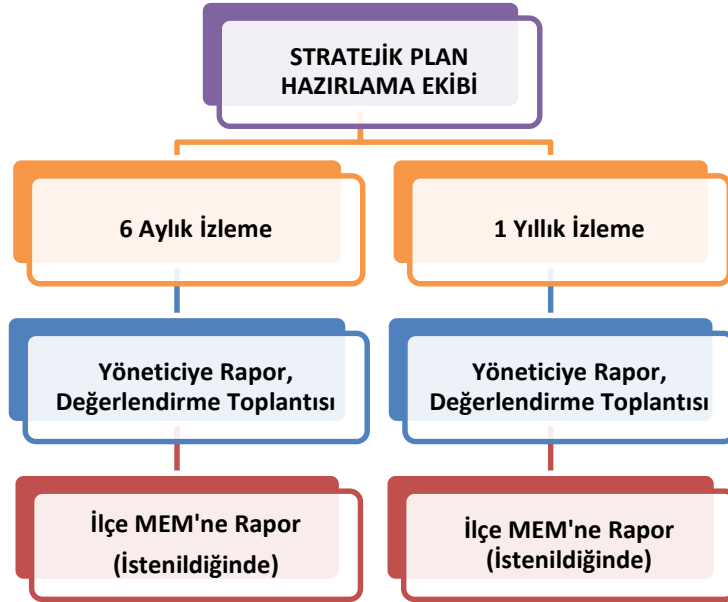 STRATEJİK PLAN
HAZIRLAMA EKİBİ
6 Aylık İzleme
1 Yıllık İzleme
Yöneticiye Rapor,
Değerlendirme Toplantısı
Yöneticiye Rapor,
Değerlendirme Toplantısı
İlçe MEM'ne Rapor
(İstenildiğinde)
İlçe MEM'ne Rapor
(İstenildiğinde)